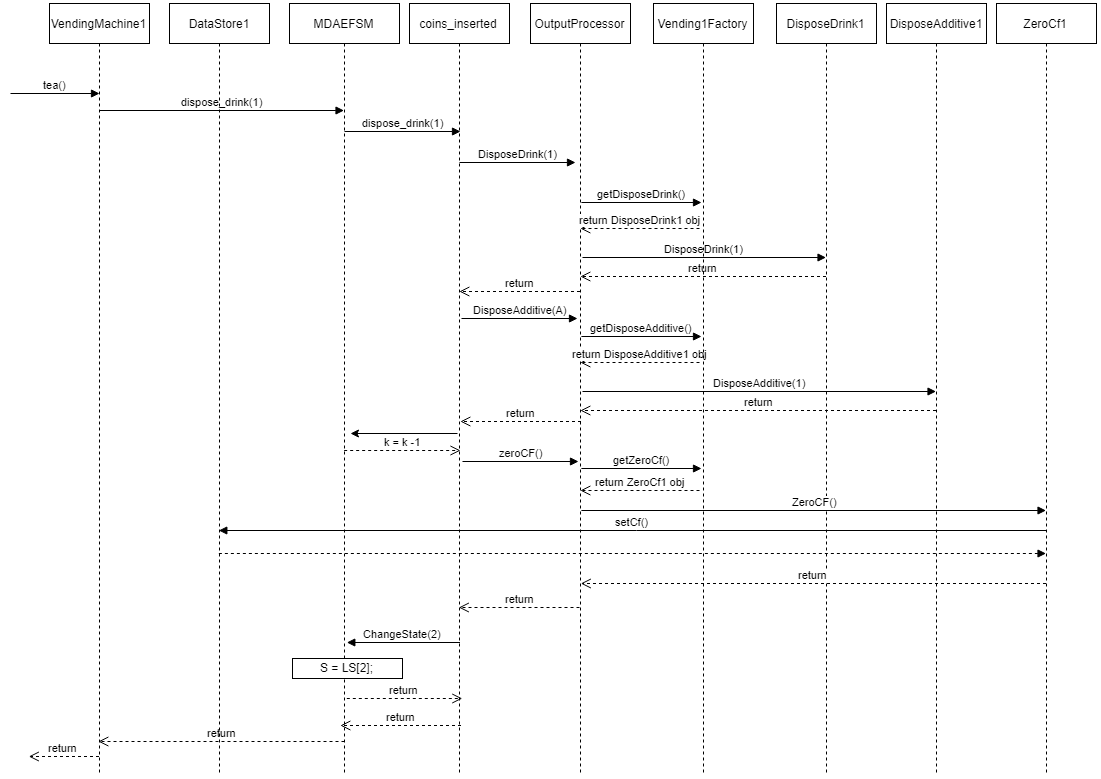 VendingMachine1
DataStore1
MDAEFSM
coins_inserted
OutputProcessor
Vending1Factory
DisposeDrink1
DisposeAdditive1
ZeroCf1
tea()
dispose_drink(1)
dispose_drink(1)
DisposeDrink(1)
getDisposeDrink()
return DisposeDrink1 obj
DisposeDrink(1)
return
return
DisposeAdditive(A)
getDisposeAdditive()
return DisposeAdditive1 obj
DisposeAdditive(1)
return
return
k = k -1
zeroCF()
getZeroCf()
return ZeroCf1 obj
ZeroCF()
setCf()
return
return
ChangeState(2)
S = LS[2];
return
return
return
return